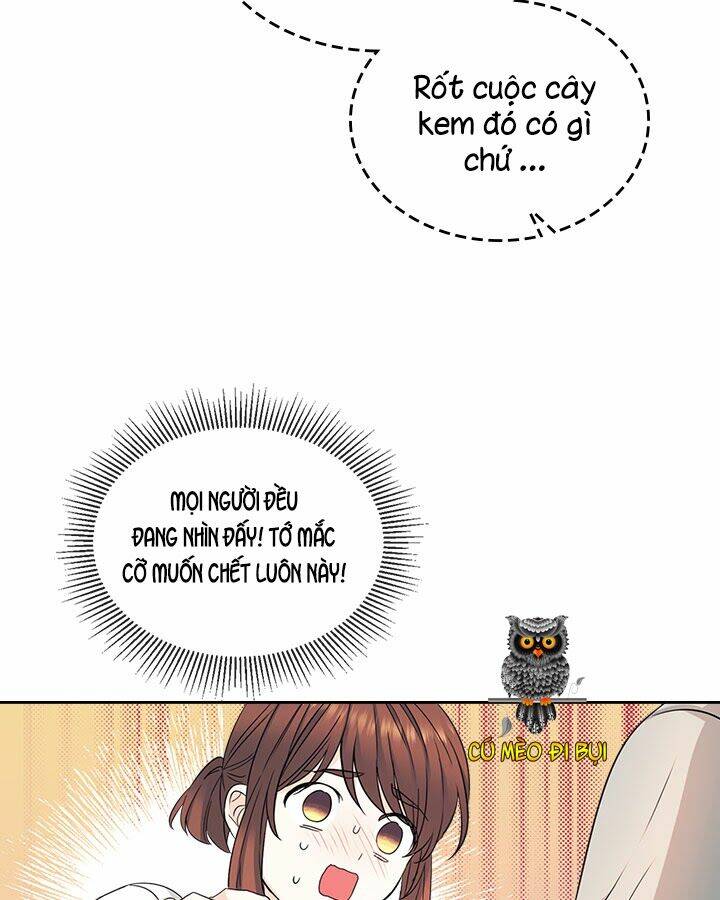 Rốt cuộc cây
kem đó có gì
chứ ...
MỌI NGƯỜI ĐỀU
ĐANG NHÌN ĐẤY! TỚ MẮC
CỠ MUỐN CHẾT LUÔN NÀY!
CÚ MÈO ĐI BỤI